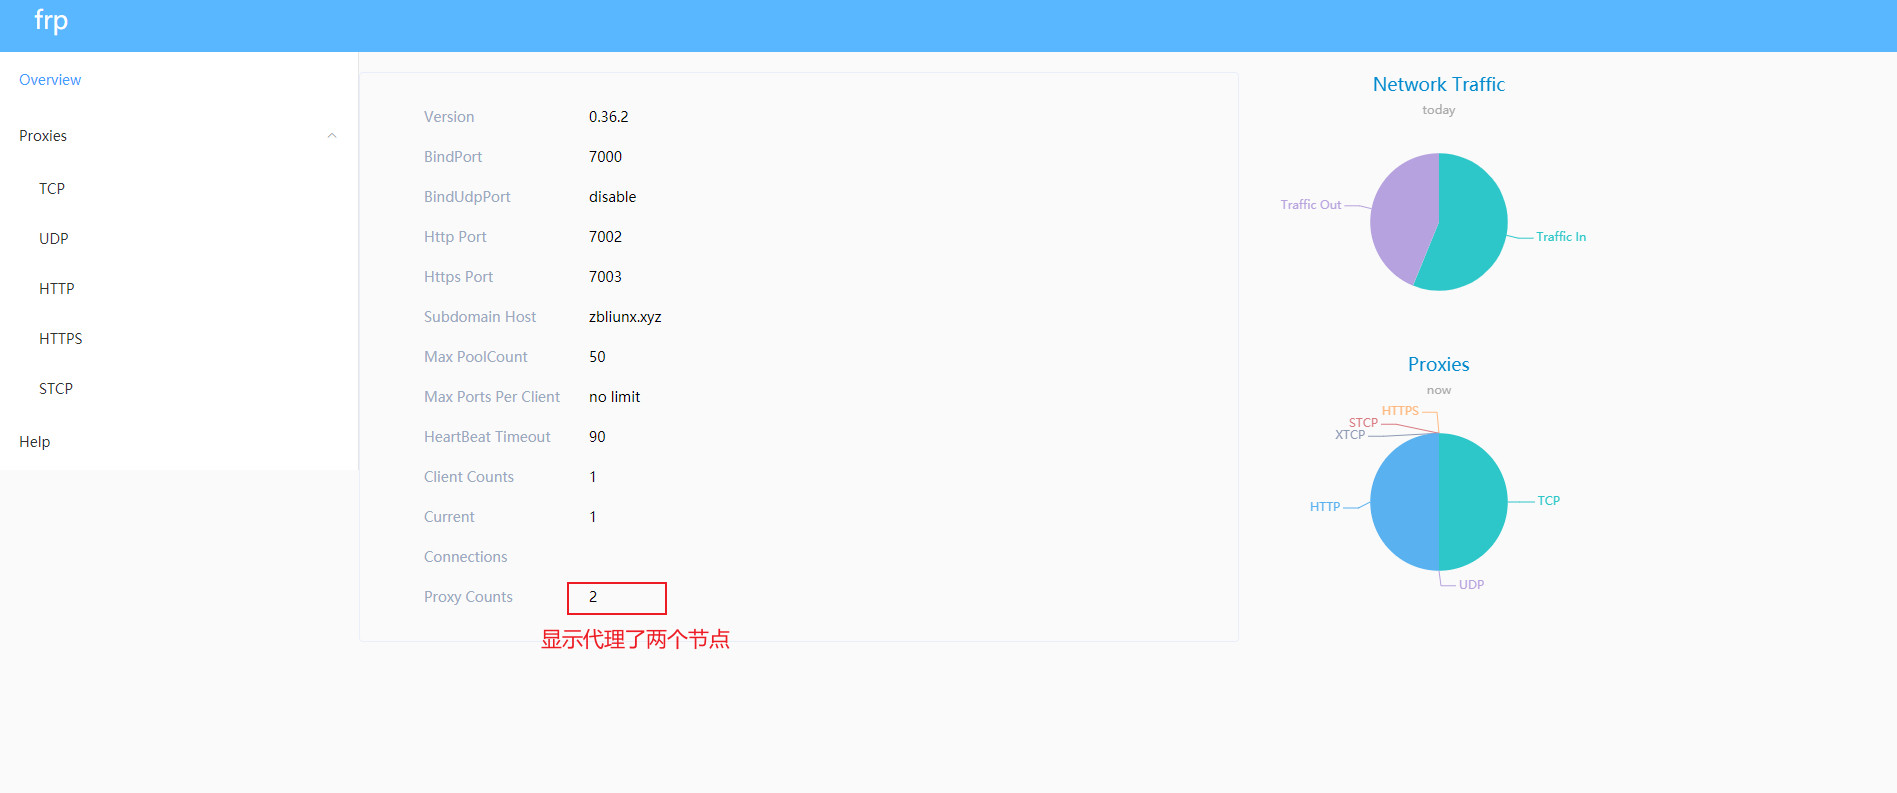 frp
Overview
Proxies
TCP
UDP
HTTP
HTTPS
STCP
Help
Version 0.36.2
BindPort 7000
BindUdpPort disable
Http Port 7002
Https Port 7003
Subdomain Host zbliunx.xyz
Max PoolCount 50
Max Ports Per Client no limit
HeartBeat Timeout 90
Client Counts 1
Current 1
Connections
Proxy Counts 2
显示代理了两个节点
Network Traffic
today
Traffic Out
Traffic In
Proxies
now
HTTPS
STCP
XTCP
HTTP
TCP
UDP